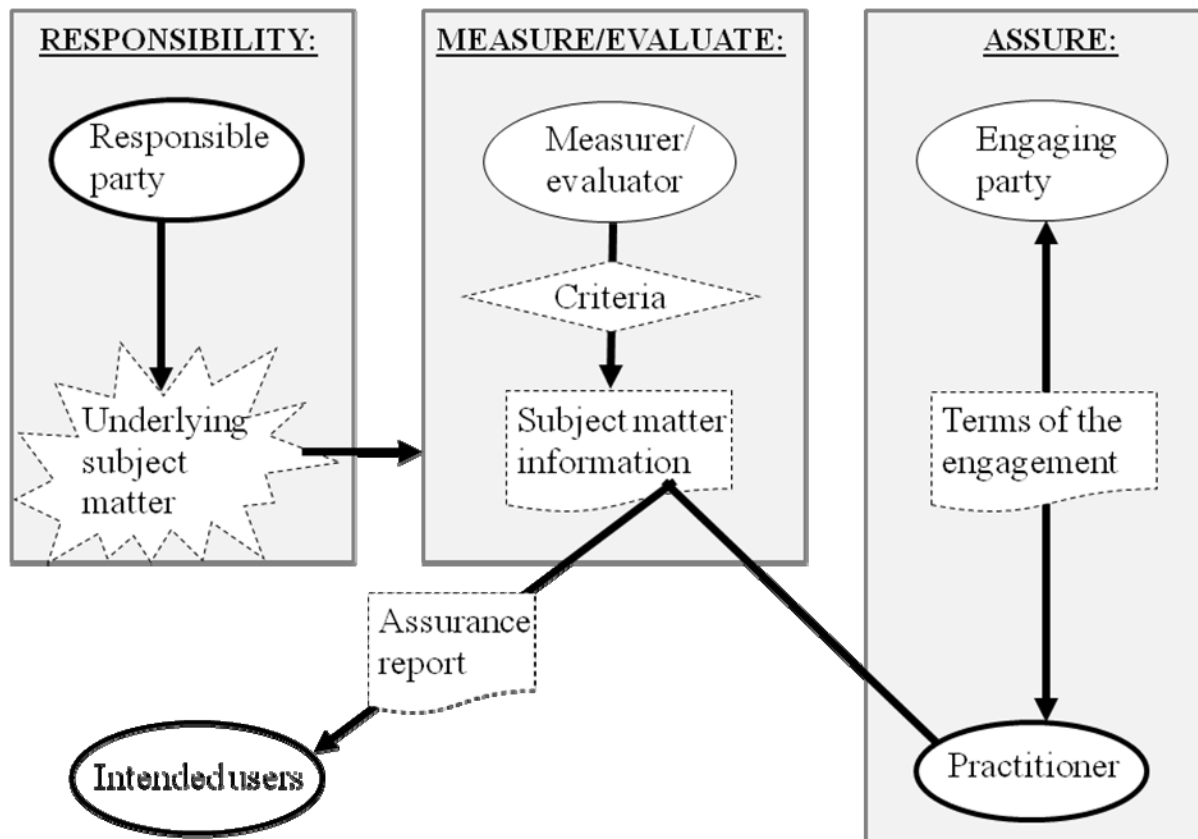 RESPONSIBILITY:
Responsible
party
Underlying
subject
matter
MEASURE/EVALUATE:
Measurer/
evaluator
Criteria
Subject matter
information
ASSURE:
Engaging
party
Terms of the
engagement
Practitioner
Assurance
report
Intended users